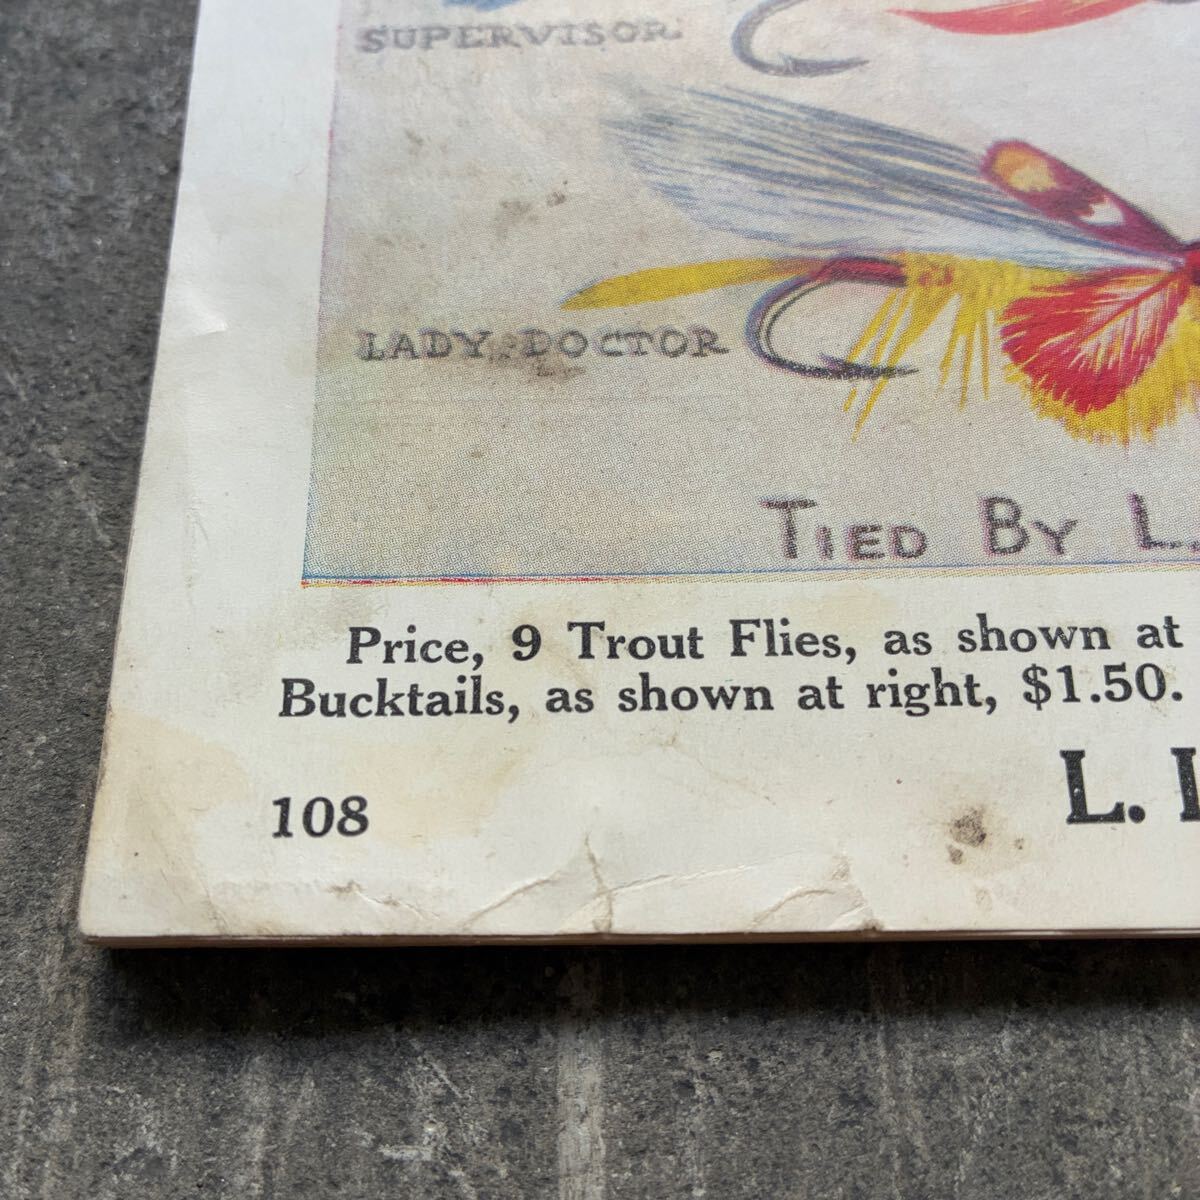 SUPERVISOR
LADY DOCTOR
TIED BY L.
Price, 9 Trout Flies, as shown at
Bucktails, as shown at right, $1.50.
L.
108